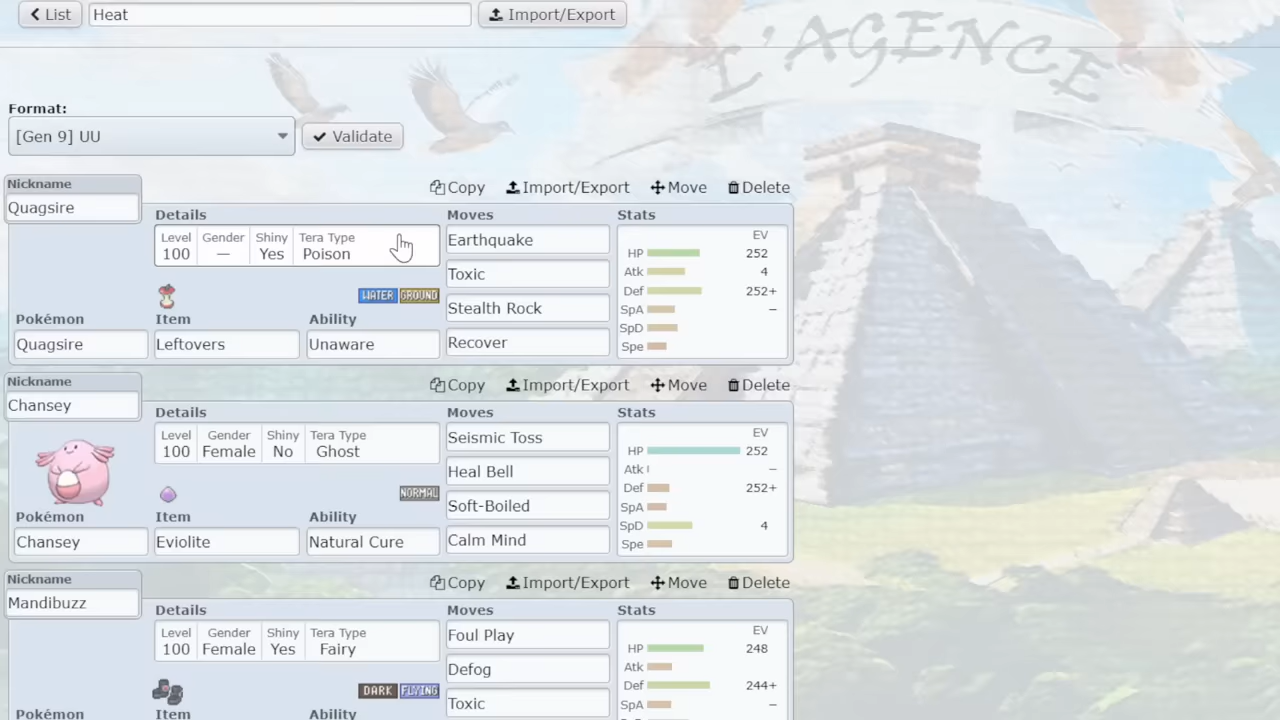 L'AGENCE
List
Heat
Import/Export
Format:
[Gen 9] UU
Validate
Nickname
Quagsire
Copy Import/Export Move Delete
Details
Moves
Stats
Level Gender Shiny Tera Type
100 — Yes Poison
WATER GROUND
Pokémon Item Ability
Quagsire Leftovers Unaware
Earthquake
Toxic
Stealth Rock
Recover
EV
HP 252
Atk 4
Def 252+
SpA –
SpD
Spe
Nickname
Chansey
Copy Import/Export Move Delete
Details
Moves
Stats
Level Gender Shiny Tera Type
100 Female No Ghost
NORMAL
Pokémon Item Ability
Chansey Eviolite Natural Cure
Seismic Toss
Heal Bell
Soft-Boiled
Calm Mind
EV
HP 252
Atk –
Def 252+
SpA
SpD 4
Spe
Nickname
Mandibuzz
Copy Import/Export Move Delete
Details
Moves
Stats
Level Gender Shiny Tera Type
100 Female Yes Fairy
DARK FLYING
Pokémon Item Ability
Foul Play
Defog
Toxic
EV
HP 248
Atk
Def 244+
SpA –